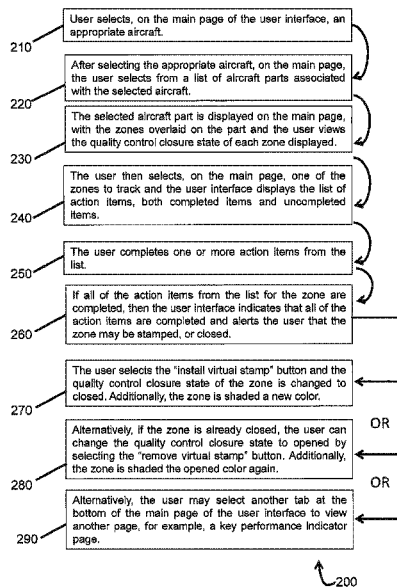 210
User selects, on the main page of the user interface, an
appropriate aircraft.
220
After selecting the appropriate aircraft, on the main page,
the user selects from a list of aircraft parts associated
with the selected aircraft.
230
The selected aircraft part is displayed on the main page,
with the zones overlaid on the part and the user views
the quality control closure state of each zone displayed.
240
The user then selects, on the main page, one of the
zones to track and the user interface displays the list of
action items, both completed items and uncompleted
items.
250
The user completes one or more action items from the
list.
260
If all of the action items from the list for the zone are
completed, then the user interface indicates that all of the
action items are completed and alerts the user that the
zone may be stamped, or closed.
270
The user selects the "install virtual stamp" button and the
quality control closure state of the zone is changed to
closed. Additionally, the zone is shaded a new color.
OR
280
Alternatively, if the zone is already closed, the user can
change the quality control closure state to opened by
selecting the "remove virtual stamp" button. Additionally,
the zone is shaded the opened color again.
OR
290
Alternatively, the user may select another tab at the
bottom of the main page of the user interface to view
another page, for example, a key performance indicator
page.
200